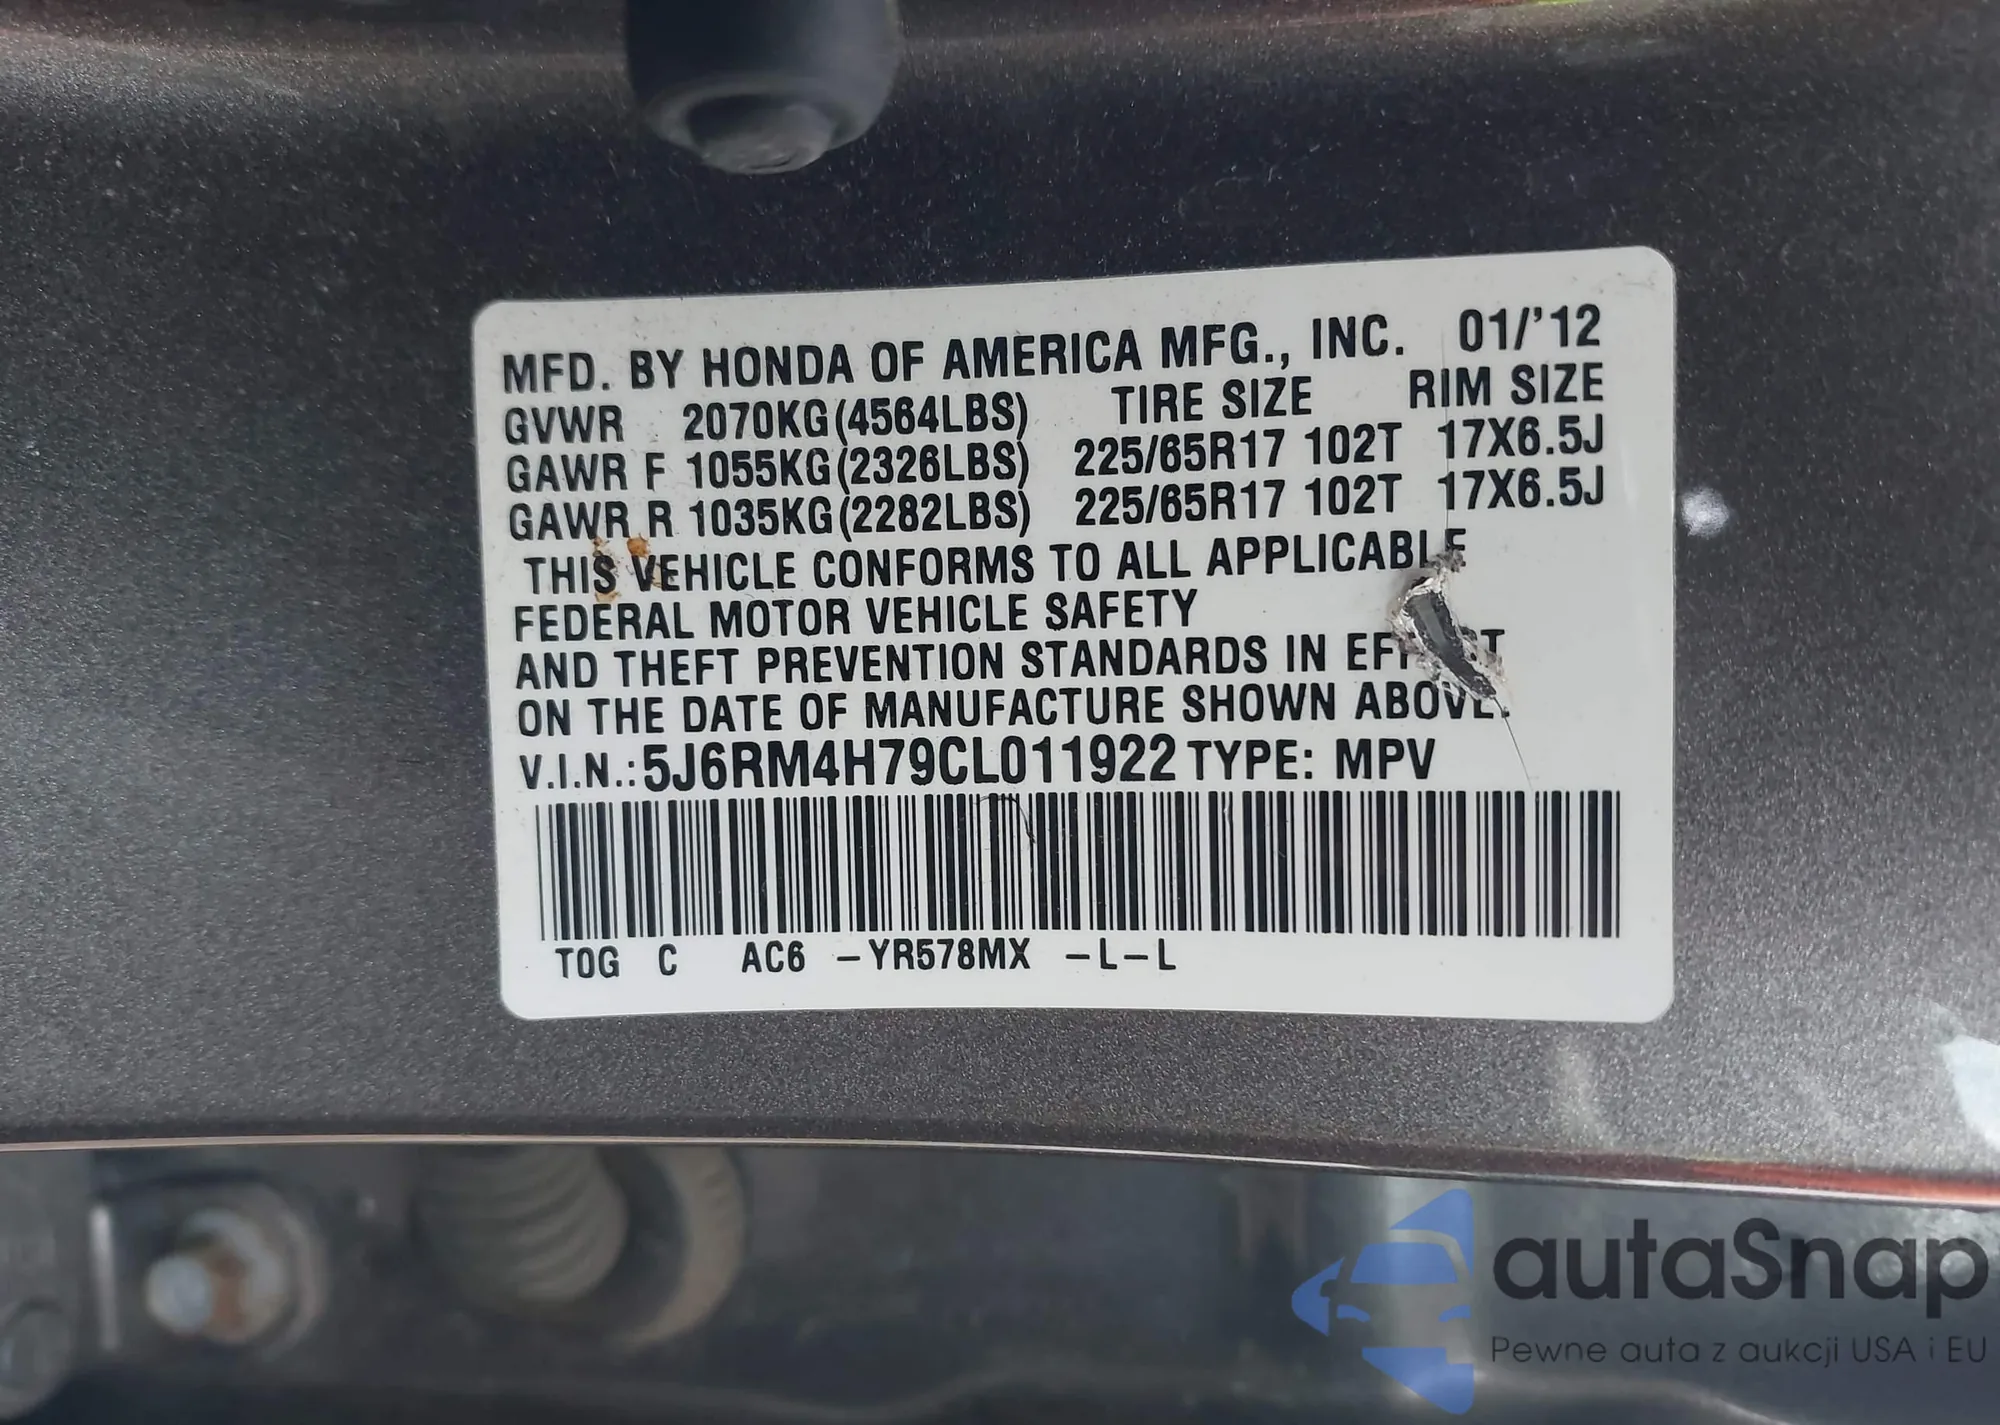 MFD. BY HONDA OF AMERICA MFG., INC. 01/'12
GVWR 2070KG(4564LBS) TIRE SIZE RIM SIZE
GAWR F 1055KG(2326LBS) 225/65R17 102T 17X6.5J
GAWR R 1035KG(2282LBS) 225/65R17 102T 17X6.5J
THIS VEHICLE CONFORMS TO ALL APPLICABLE
FEDERAL MOTOR VEHICLE SAFETY
AND THEFT PREVENTION STANDARDS IN
ON THE DATE OF MANUFACTURE SHOWN ABOVE.
V.I.N.: 5J6RM4H79CL011922 TYPE: MPV
TOG C AC6 -YR578MX -L-L
autaSnap
Pewne auta z aukcji USA i EU